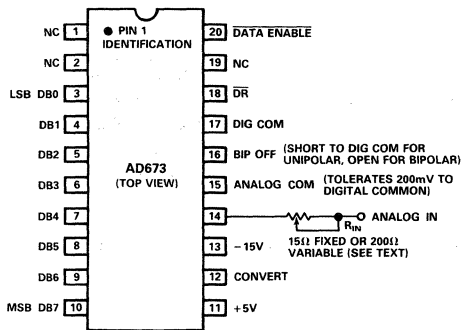 NC 1 ● PIN 1 IDENTIFICATION 20 DATA ENABLE
NC 2 19 NC
LSB DB0 3 18 DR
DB1 4 17 DIG COM
DB2 5 16 BIP OFF (SHORT TO DIG COM FOR UNIPOLAR, OPEN FOR BIPOLAR)
AD673
(TOP VIEW)
DB3 6 15 ANALOG COM (TOLERATES 200mV TO DIGITAL COMMON)
DB4 7 14 RIN ANALOG IN
15Ω FIXED OR 200Ω
VARIABLE (SEE TEXT)
DB5 8 13 −15V
DB6 9 12 CONVERT
MSB DB7 10 11 +5V